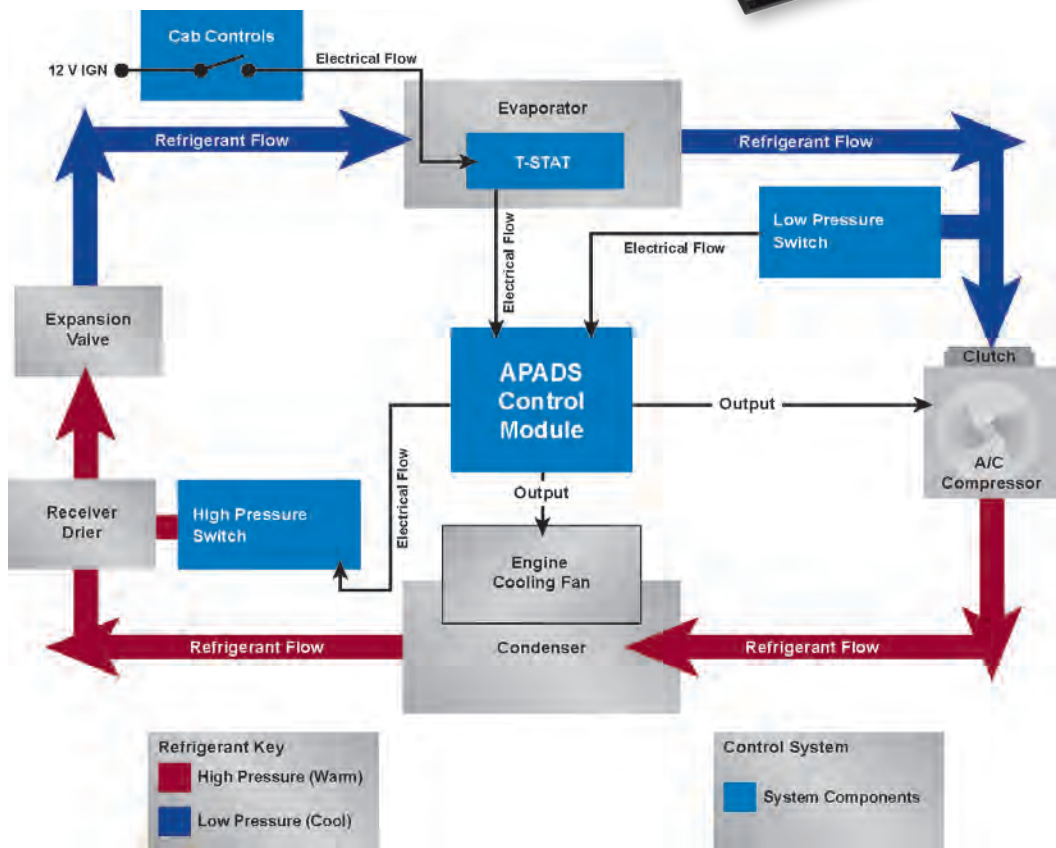 Cab Controls
12 V IGN
Electrical Flow
Evaporator
Refrigerant Flow
Refrigerant Flow
T-STAT
Low Pressure
Switch
Electrical Flow
Electrical Flow
Expansion
Valve
APADS
Control
Module
Clutch
Output
A/C
Compressor
Electrical Flow
Output
Receiver
Drier
High Pressure
Switch
Engine
Cooling Fan
Refrigerant Flow
Condenser
Refrigerant Flow
Refrigerant Key
High Pressure (Warm)
Low Pressure (Cool)
Control System
System Components